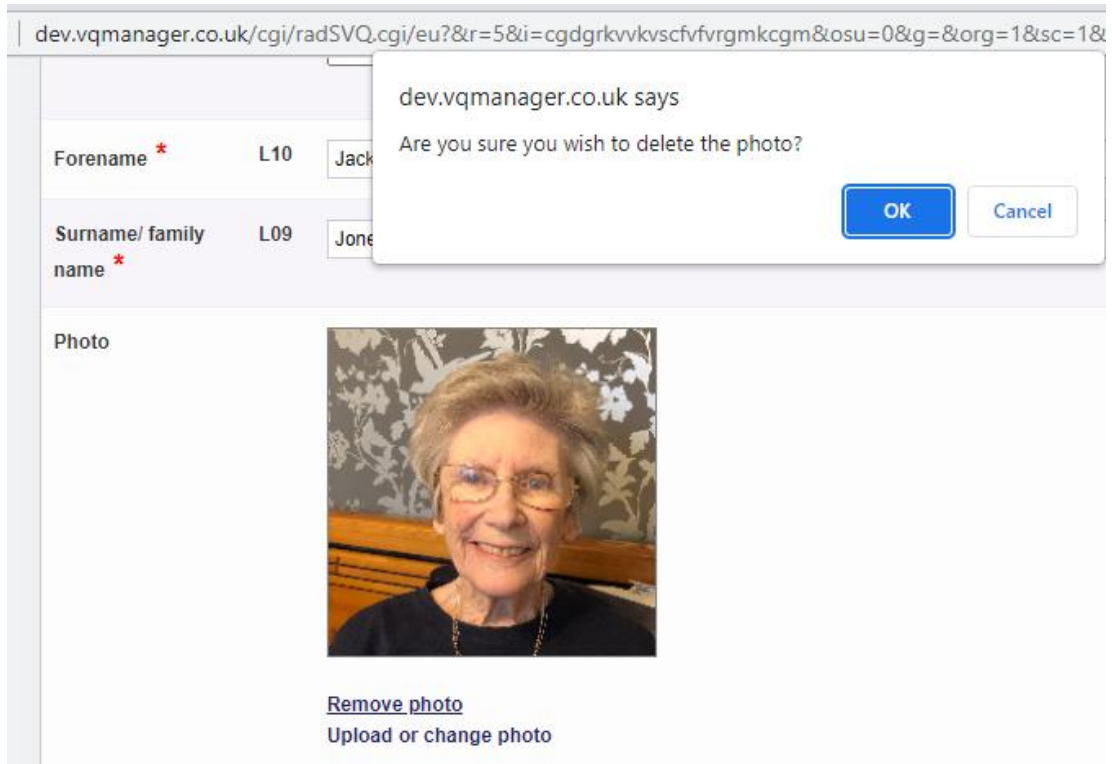 dev.vqmanager.co.uk/cgi/radSVQ.cgi/eu?&r=5&i=cgdgrkvvkvscfvfvrgmkcgm&osu=0&g=&org=1&sc=1&
dev.vqmanager.co.uk says
Are you sure you wish to delete the photo?
OK Cancel
Forename * L10 Jack
Surname/ family L09 Jone
name *
Photo
Remove photo
Upload or change photo